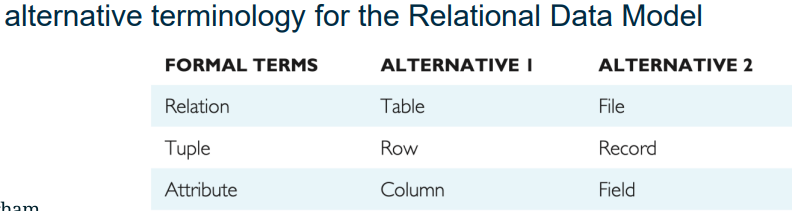 alternative terminology for the Relational Data Model
FORMAL TERMS ALTERNATIVE 1 ALTERNATIVE 2
Relation Table File
Tuple Row Record
Attribute Column Field